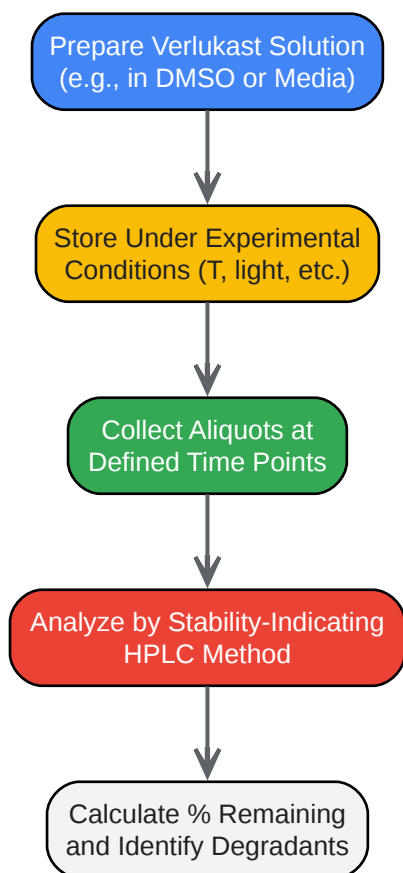 Prepare Verlukast Solution
(e.g., in DMSO or Media)
Store Under Experimental
Conditions (T, light, etc.)
Collect Aliquots at
Defined Time Points
Analyze by Stability-Indicating
HPLC Method
Calculate % Remaining
and Identify Degradants